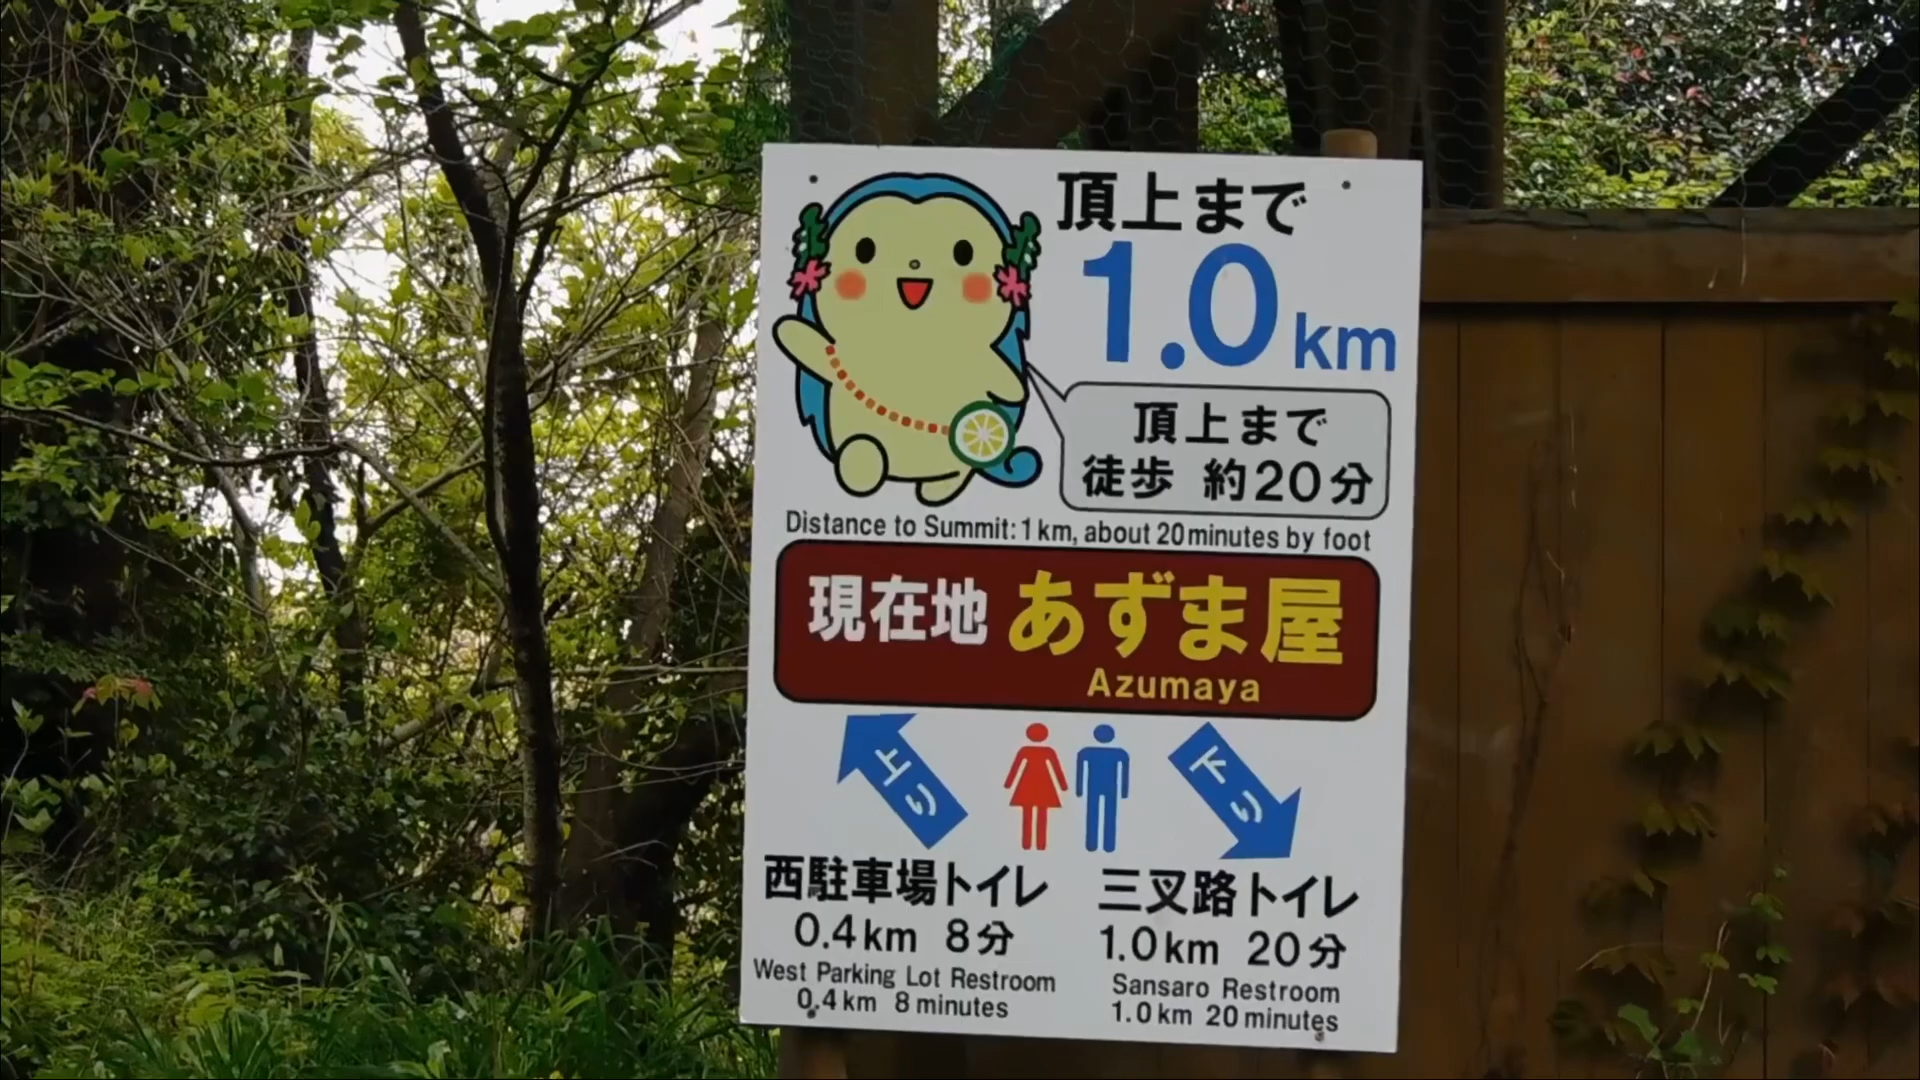 頂上まで
1.0 km
頂上まで
徒歩 約20分
Distance to Summit: 1 km, about 20 minutes by foot
現在地 あずま屋
Azumaya
上り
下り
西駐車場トイレ
0.4km 8分
West Parking Lot Restroom
0.4km 8 minutes
三叉路トイレ
1.0km 20分
Sansaro Restroom
1.0km 20 minutes